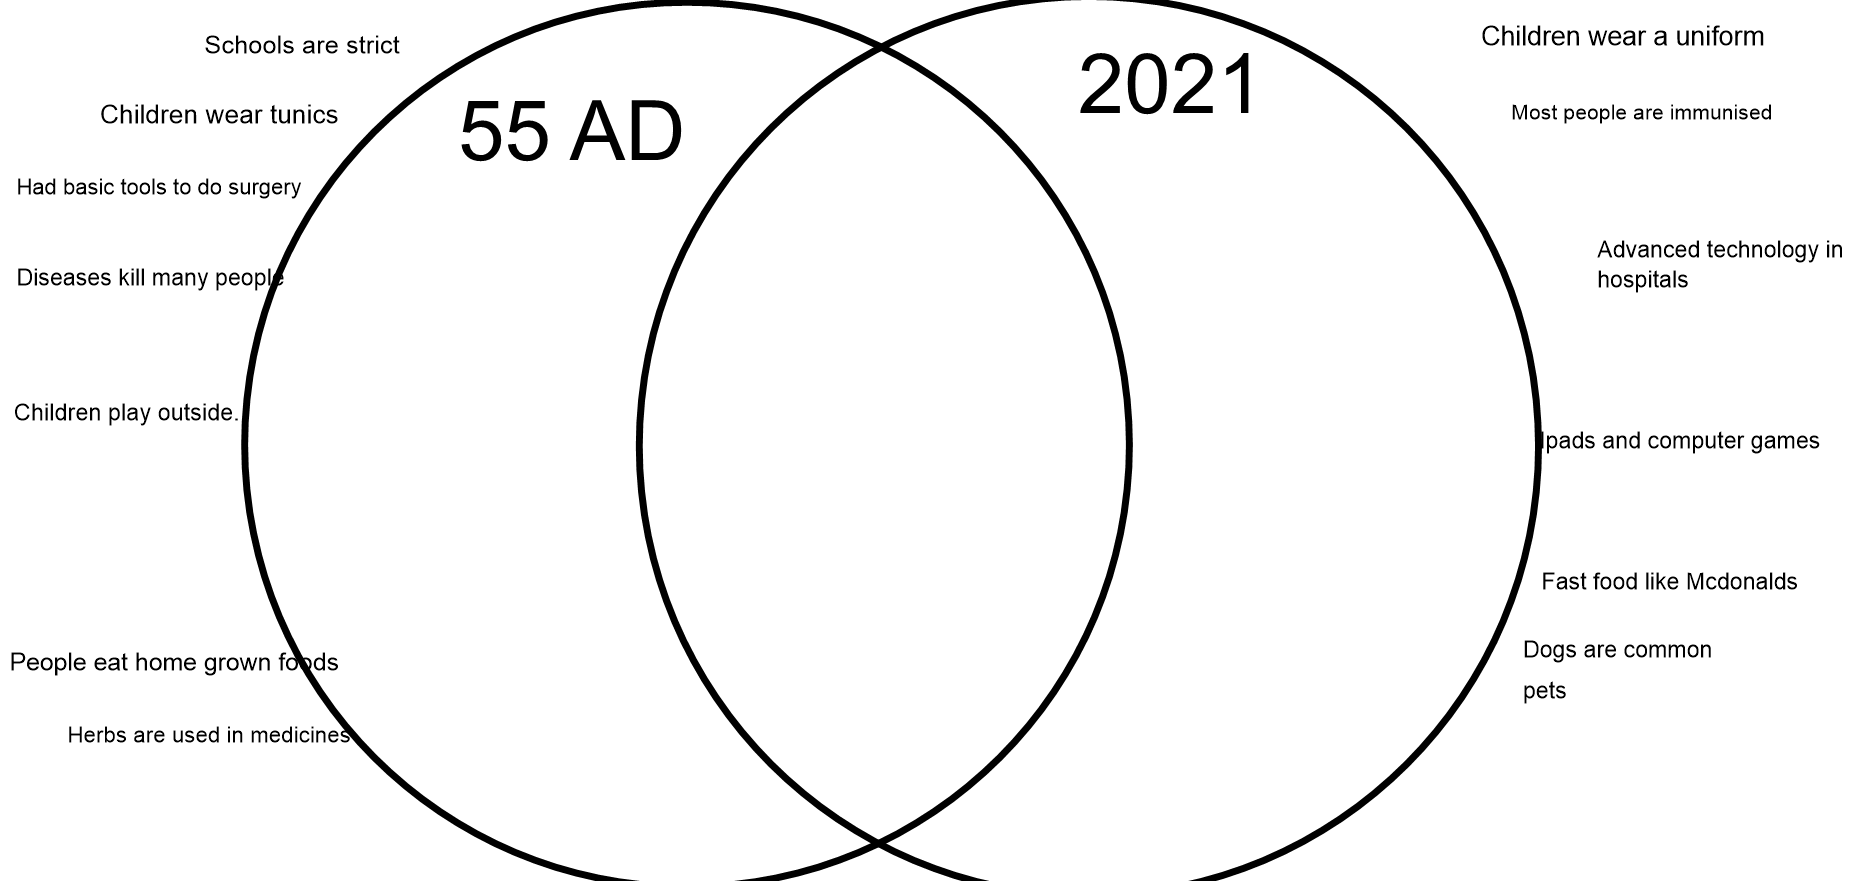 Schools are strict
Children wear tunics
Had basic tools to do surgery
Diseases kill many people
Children play outside.
People eat home grown foods
Herbs are used in medicines
55 AD
2021
Children wear a uniform
Most people are immunised
Advanced technology in
hospitals
Ipads and computer games
Fast food like Mcdonalds
Dogs are common
pets